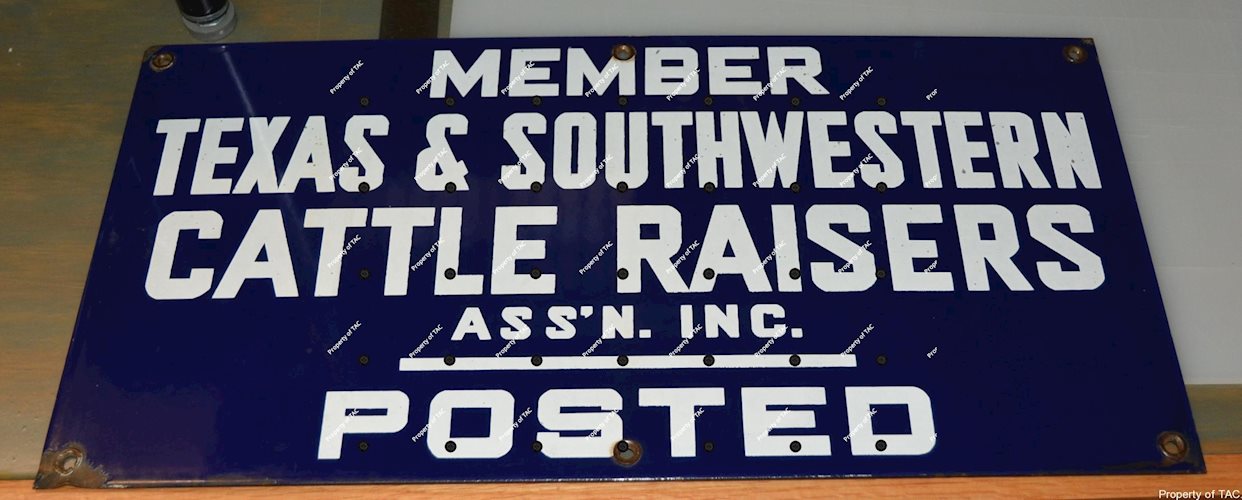 MEMBER
TEXAS & SOUTHWESTERN
CATTLE RAISERS
ASS'N. INC.
POSTED
Property of TAC